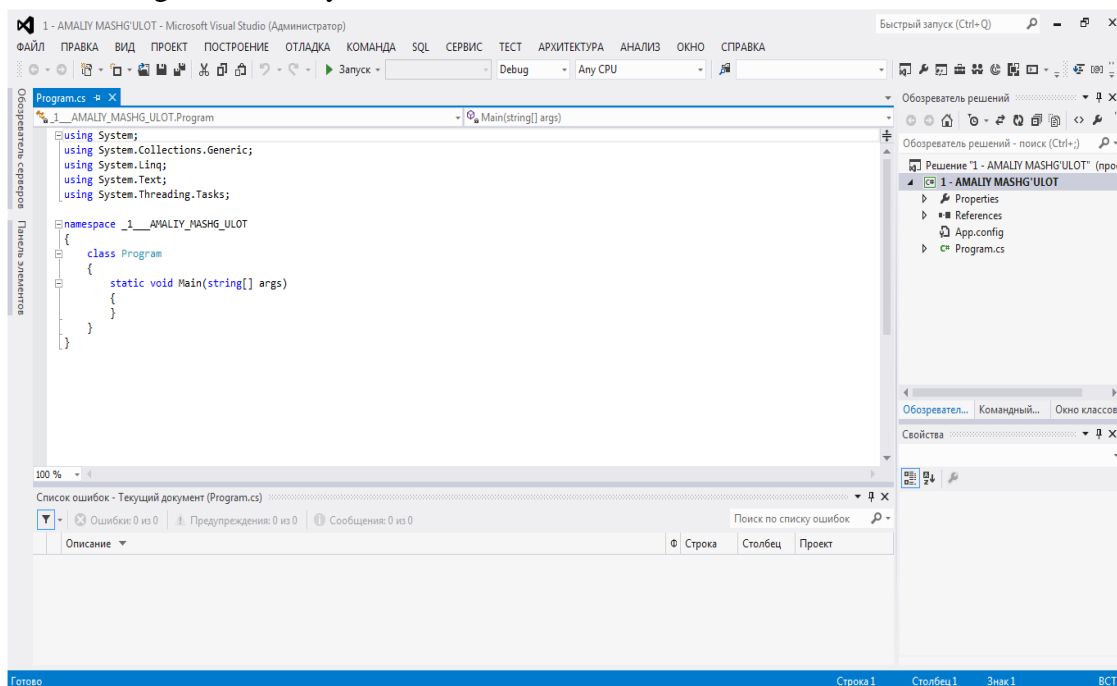 1 - AMALIY MASHG'ULOT - Microsoft Visual Studio (Администратор)
Быстрый запуск (Ctrl+Q)
ФАЙЛ ПРАВКА ВИД ПРОЕКТ ПОСТРОЕНИЕ ОТЛАДКА КОМАНДА SQL СЕРВИС ТЕСТ АРХИТЕКТУРА АНАЛИЗ ОКНО СПРАВКА
Запуск Debug Any CPU
Обозреватель серверов
Панель элементов
Program.cs
_1___AMALIY_MASHG_ULOT.Program
Main(string[] args)
using System;
using System.Collections.Generic;
using System.Linq;
using System.Text;
using System.Threading.Tasks;
namespace _1___AMALIY_MASHG_ULOT
{
class Program
{
static void Main(string[] args)
{
}
}
}
100 %
Список ошибок - Текущий документ (Program.cs)
Ошибки: 0 из 0 Предупреждения: 0 из 0 Сообщения: 0 из 0
Поиск по списку ошибок
Описание Ф Строка Столбец Проект
Обозреватель решений
Обозреватель решений - поиск (Ctrl+;)
Решение "1 - AMALIY MASHG'ULOT" (про
1 - AMALIY MASHG'ULOT
Properties
References
App.config
C# Program.cs
Обозревател... Командный... Окно классов
Свойства
Готово Строка 1 Столбец 1 Знак 1 ВСТ